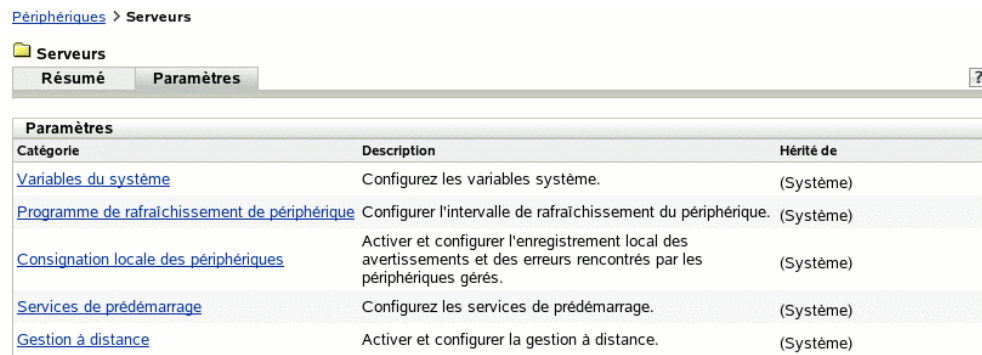 Périphériques > Serveurs
Serveurs
Résumé Paramètres ?
Paramètres
Catégorie Description Hérité de
Variables du système Configurez les variables système. (Système)
Programme de rafraîchissement de périphérique Configurer l'intervalle de rafraîchissement du périphérique. (Système)
Consignation locale des périphériques Activer et configurer l'enregistrement local des
avertissements et des erreurs rencontrés par les
périphériques gérés. (Système)
Services de prédémarrage Configurez les services de prédémarrage. (Système)
Gestion à distance Activer et configurer la gestion à distance. (Système)